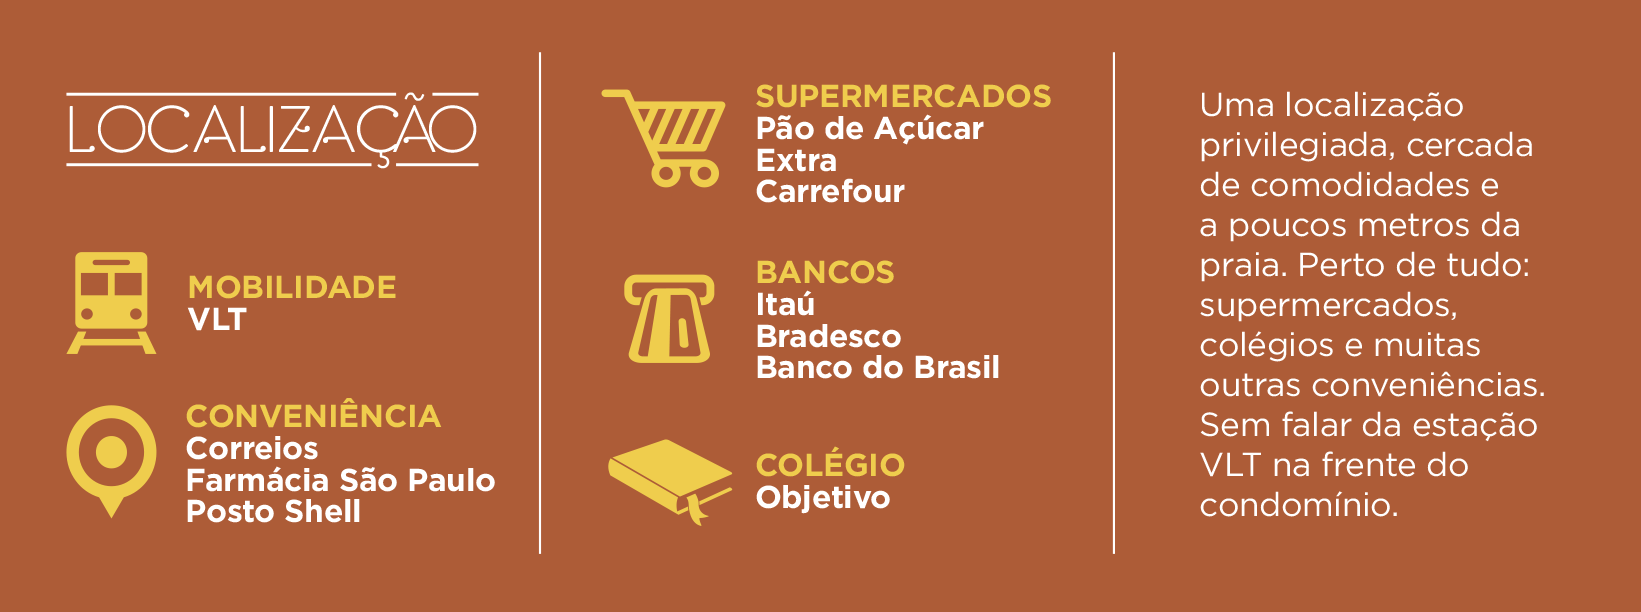 LOCALIZAÇÃO
MOBILIDADE
VLT
CONVENIÊNCIA
Correios
Farmácia São Paulo
Posto Shell
SUPERMERCADOS
Pão de Açúcar
Extra
Carrefour
BANCOS
Itaú
Bradesco
Banco do Brasil
COLÉGIO
Objetivo
Uma localização
privilegiada, cercada
de comodidades e
a poucos metros da
praia. Perto de tudo:
supermercados,
colégios e muitas
outras conveniências.
Sem falar da estação
VLT na frente do
condomínio.